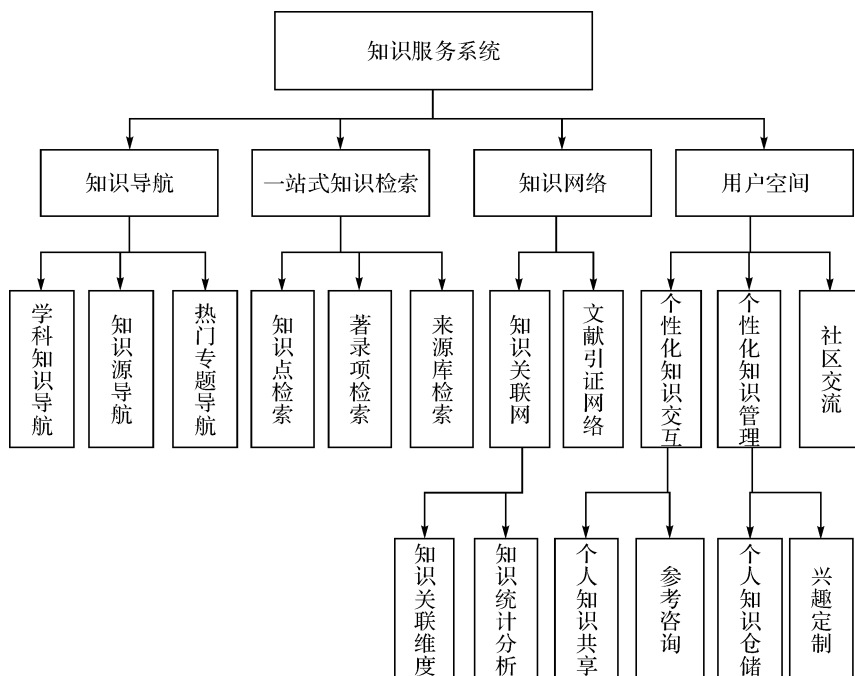 知识服务系统
知识导航
一站式知识检索
知识网络
用户空间
学科知识导航
知识源导航
热门专题导航
知识点检索
著录项检索
来源库检索
知识关联网
文献引证网络
个性化知识交互
个性化知识管理
社区交流
知识关联维度
知识统计分析
个人知识共享
参考咨询
个人知识仓储
兴趣定制